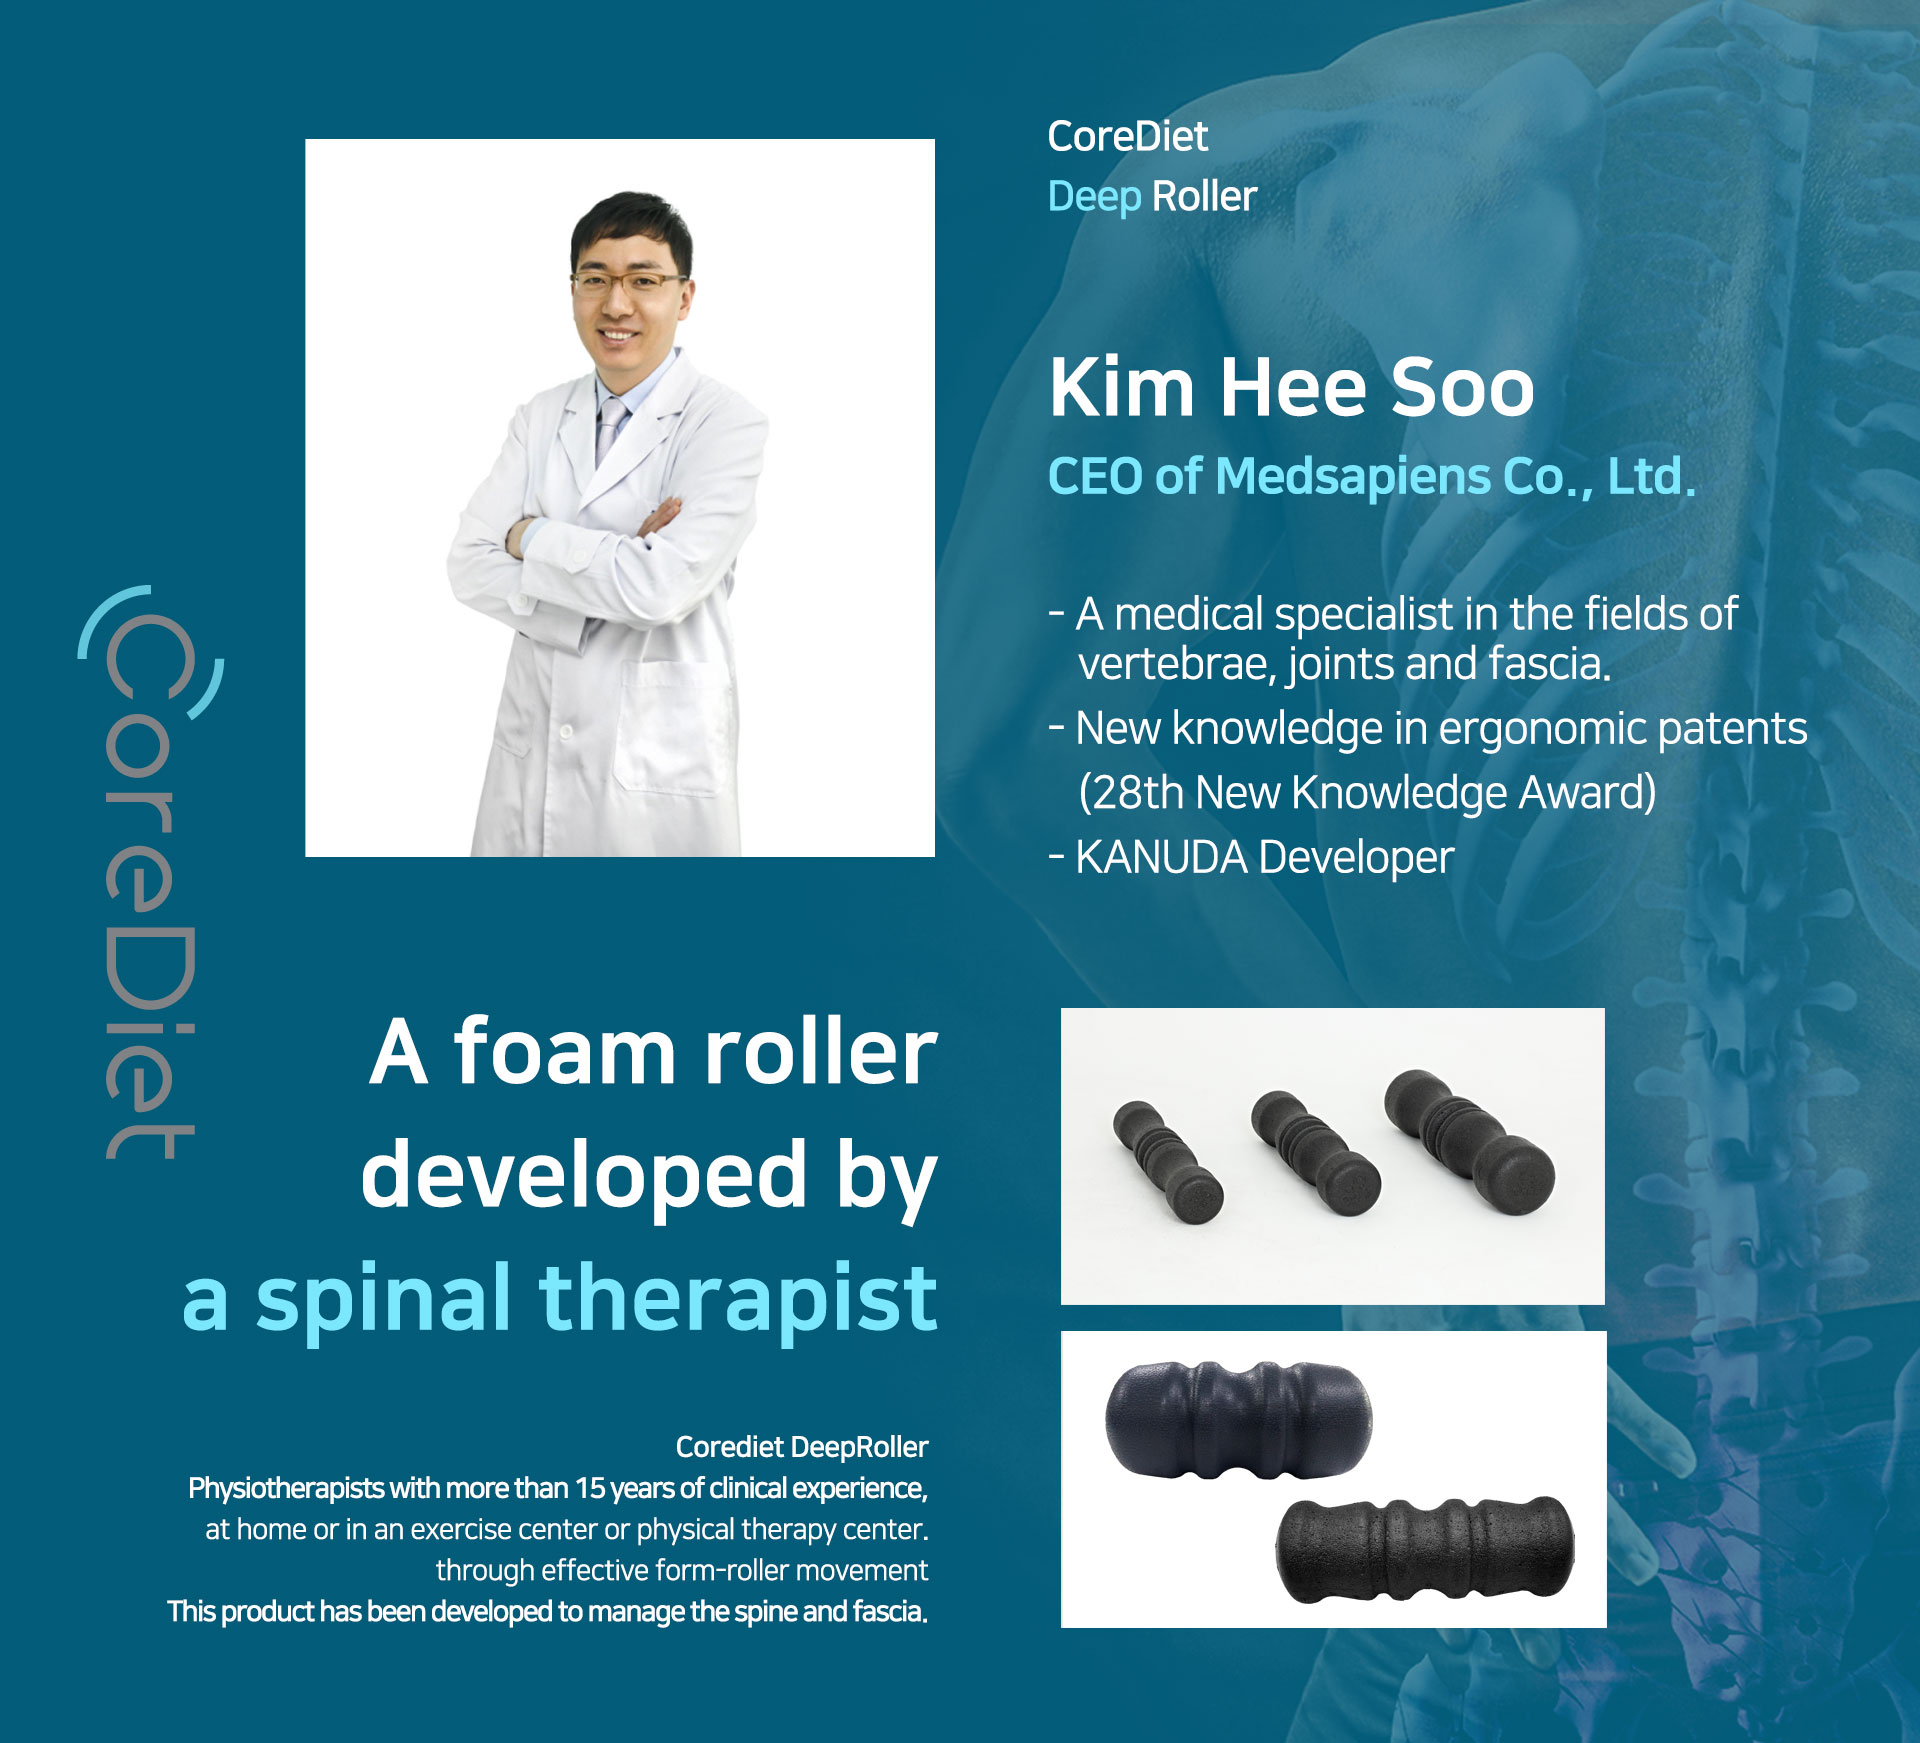 CoreDiet
CoreDiet
Deep Roller
Kim Hee Soo
CEO of Medsapiens Co., Ltd.
- A medical specialist in the fields of
vertebrae, joints and fascia.
- New knowledge in ergonomic patents
(28th New Knowledge Award)
- KANUDA Developer
A foam roller
developed by
a spinal therapist
Corediet DeepRoller
Physiotherapists with more than 15 years of clinical experience,
at home or in an exercise center or physical therapy center.
through effective form-roller movement
This product has been developed to manage the spine and fascia.